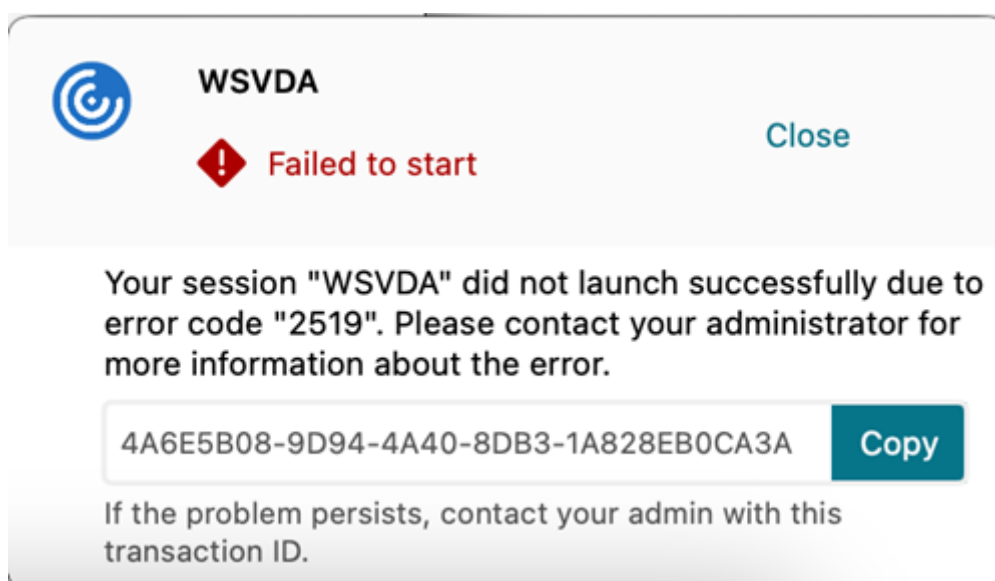 WSVDA
Close
Failed to start
Your session "WSVDA" did not launch successfully due to
error code "2519". Please contact your administrator for
more information about the error.
4A6E5B08-9D94-4A40-8DB3-1A828EB0CA3A
Copy
If the problem persists, contact your admin with this
transaction ID.